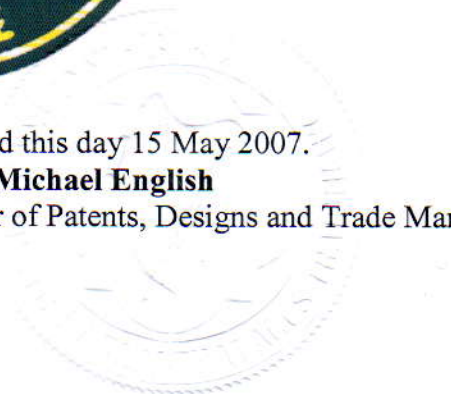 d this day 15 May 2007.
Michael English
r of Patents, Designs and Trade Mar